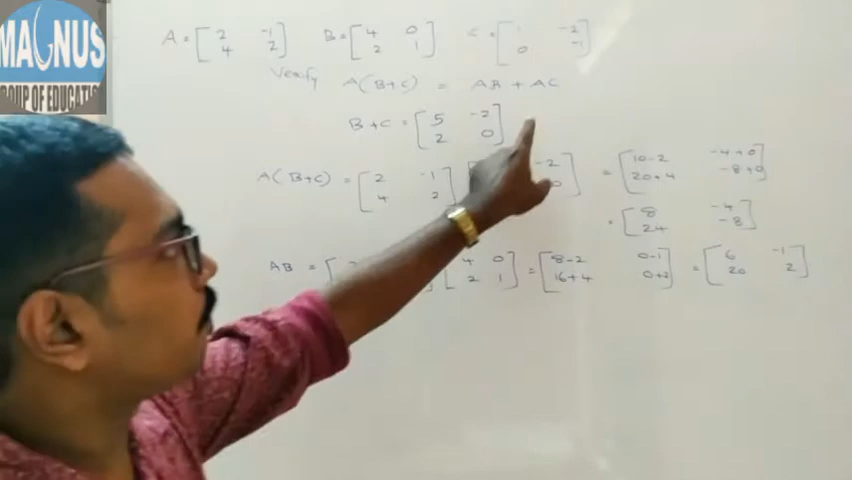 MAGNUS
GROUP OF EDUCATION
A = [ 2 -1 B = [ 4 0 C = [ 1 -2
4 2 ] 2 1 ] 0 -1 ]
Verify A(B+C) = AB + AC
B+C = [ 5 -2
2 0 ]
A(B+C) = [ 2 -1 -2 = [ 10-2 -4+0
4 2 ] 0 ] 20+4 -8+0 ]
= [ 8 -4
24 -8 ]
AB = [ 4 0 = [ 8-2 0-1 = [ 6 -1
2 1 ] 16+4 0+2 ] 20 2 ]